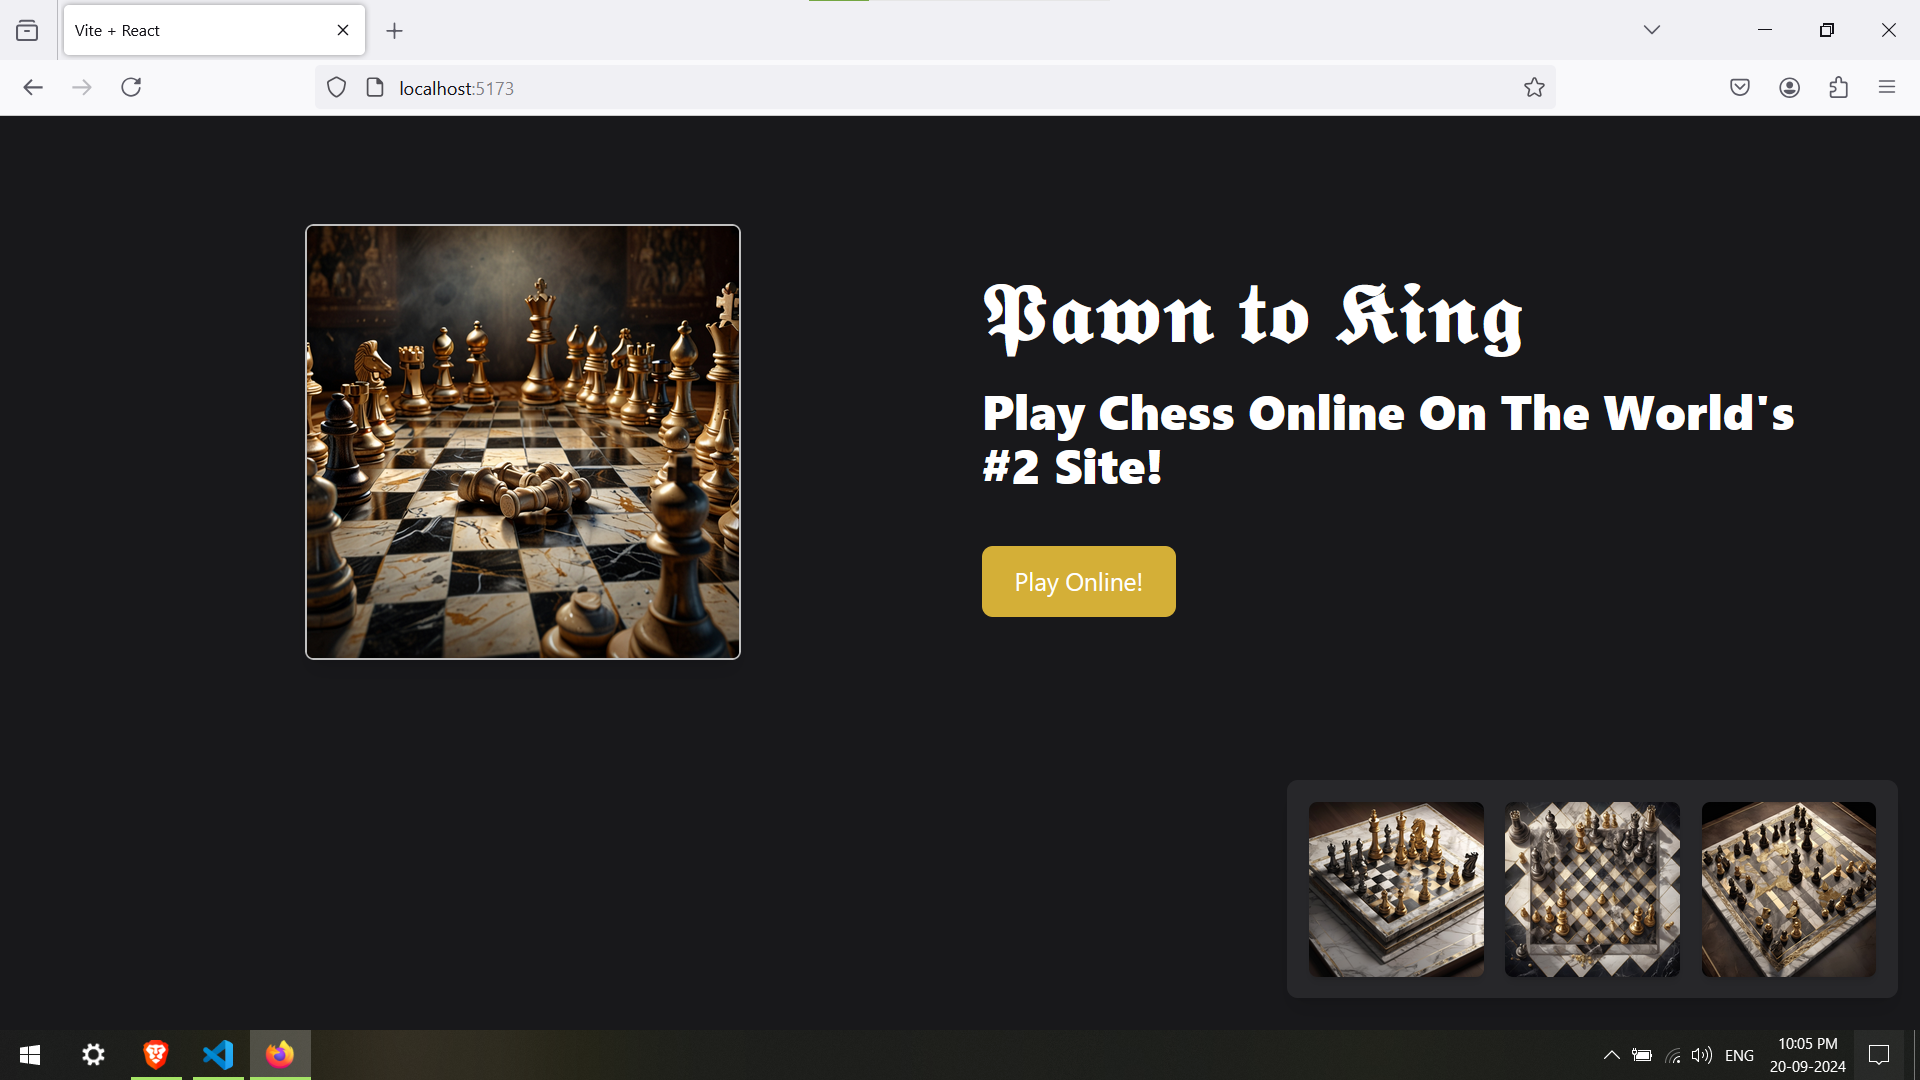 Vite + React
localhost:5173
Pawn to King
Play Chess Online On The World's
#2 Site!
Play Online!
ENG
10:05 PM
20-09-2024